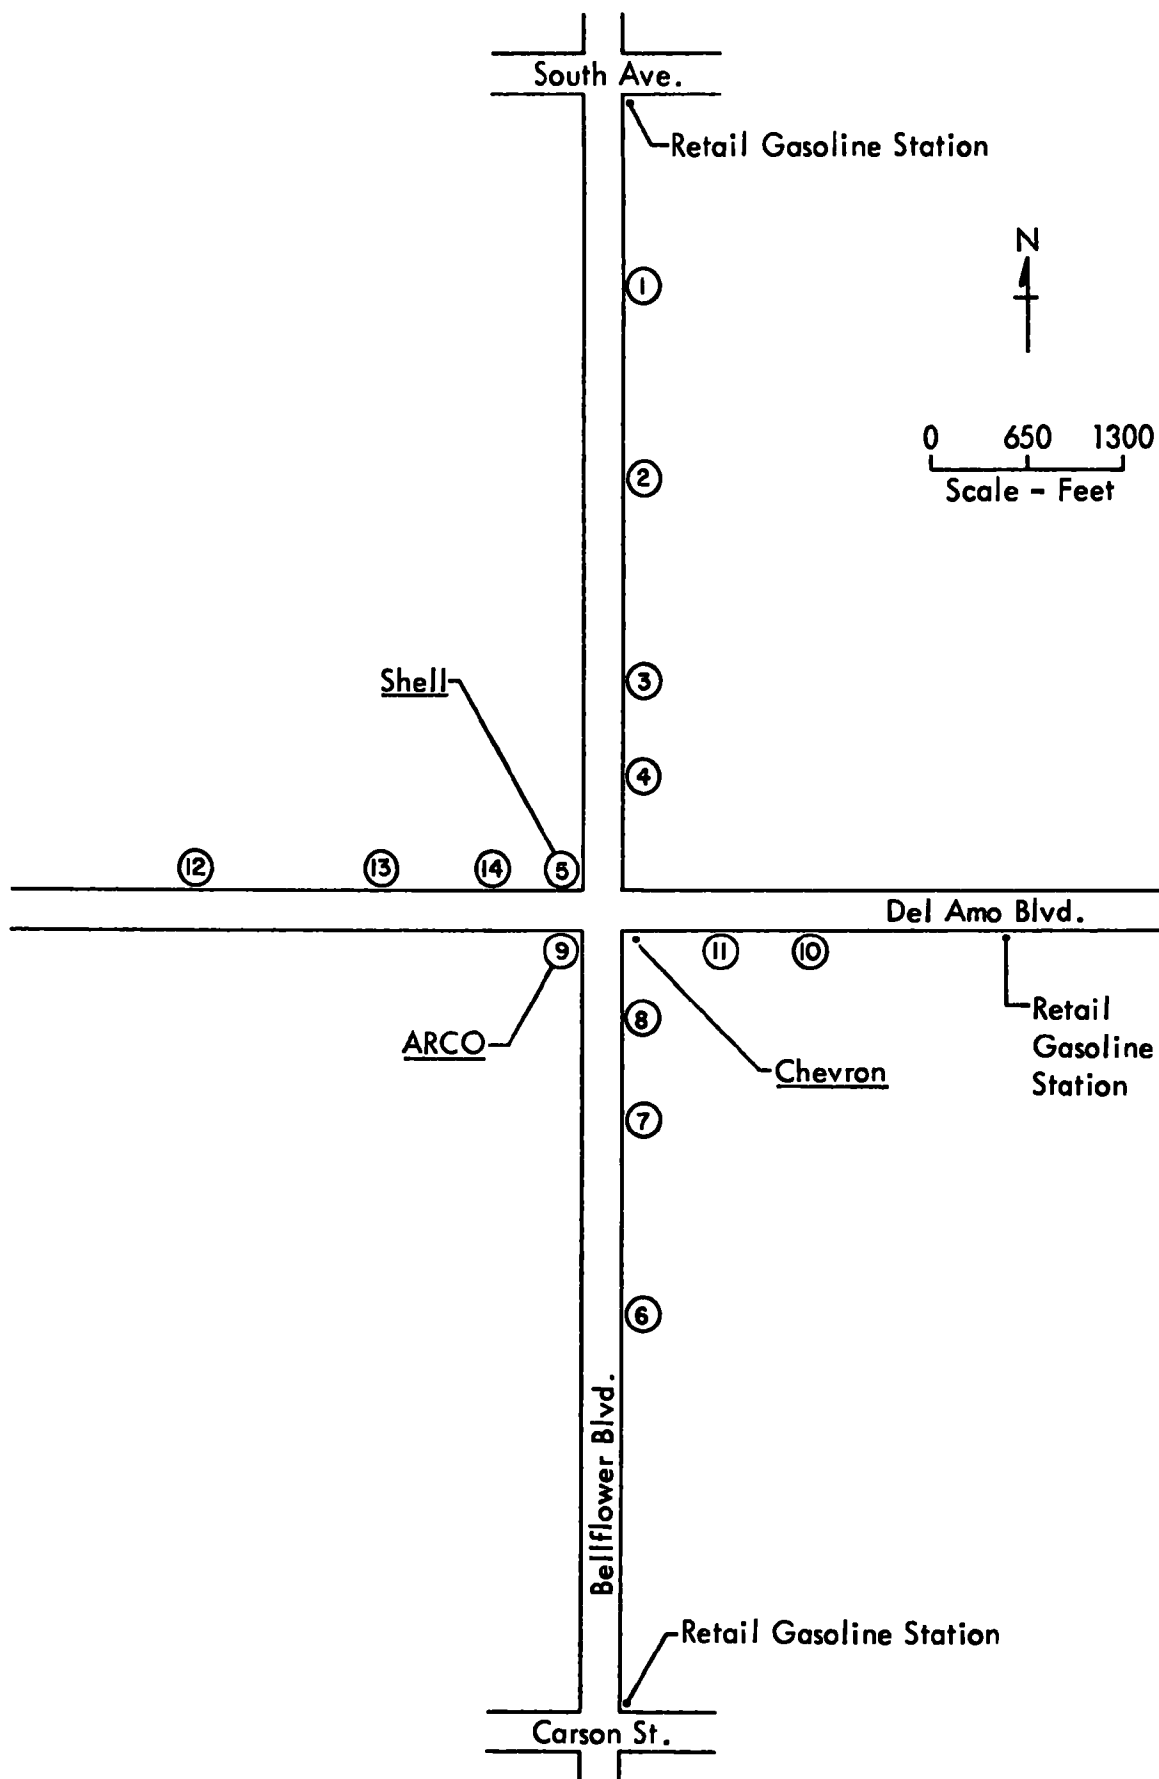 South Ave.
Retail Gasoline Station
N
1
0 650 1300
Scale - Feet
2
Shell
3
4
12 13 14 5
Del Amo Blvd.
9 11 10
Retail
Gasoline
Station
8
ARCO
Chevron
7
6
Bellflower Blvd.
Retail Gasoline Station
Carson St.